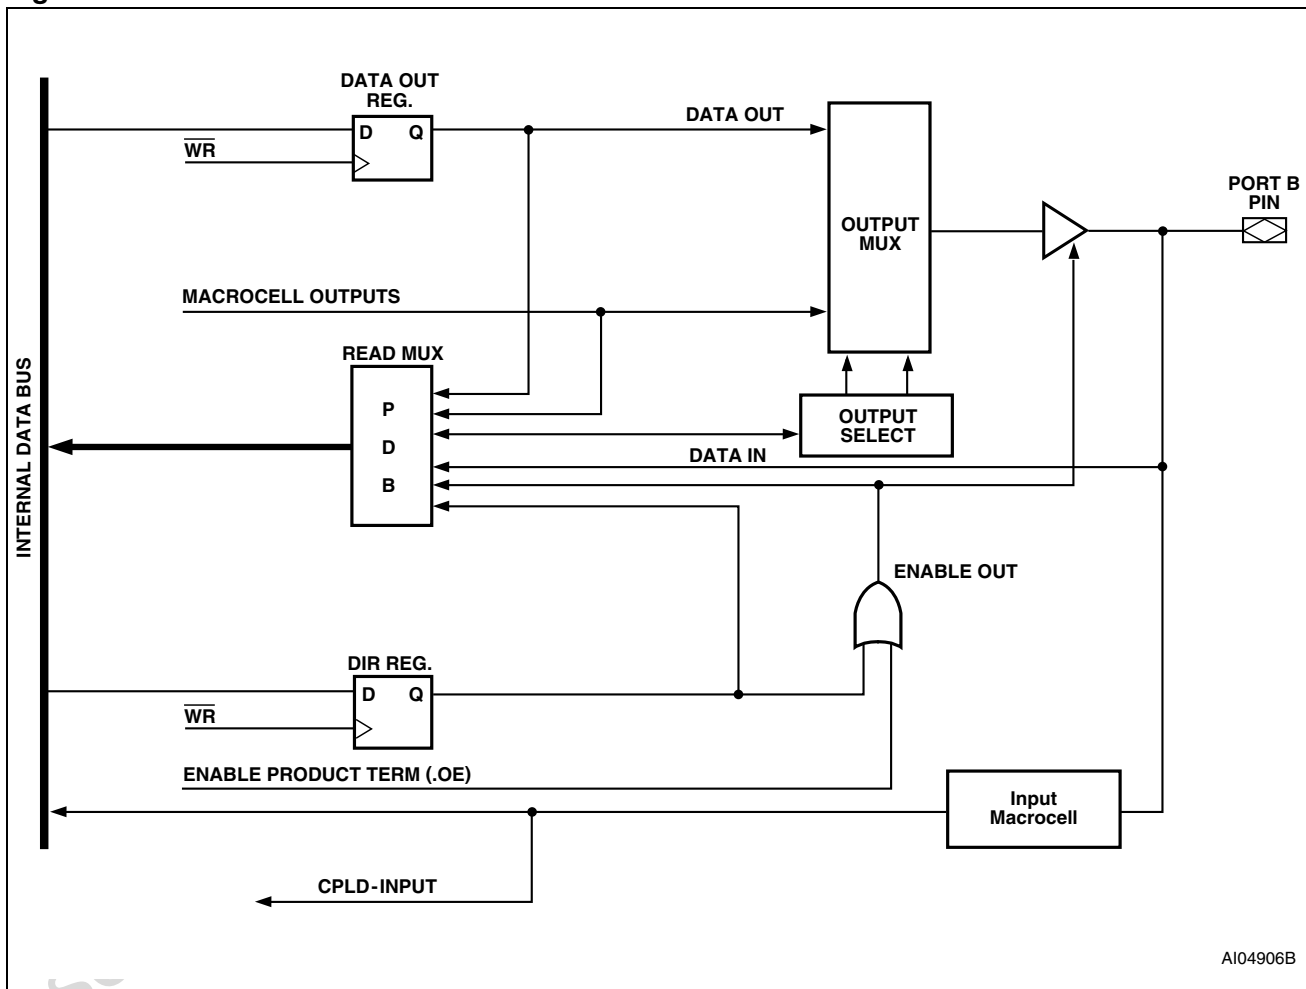 DATA OUT
REG.
D Q
WR
DATA OUT
OUTPUT
MUX
PORT B
PIN
MACROCELL OUTPUTS
READ MUX
P
D
B
OUTPUT
SELECT
DATA IN
INTERNAL DATA BUS
ENABLE OUT
DIR REG.
D Q
WR
ENABLE PRODUCT TERM (.OE)
Input
Macrocell
CPLD-INPUT
AI04906B